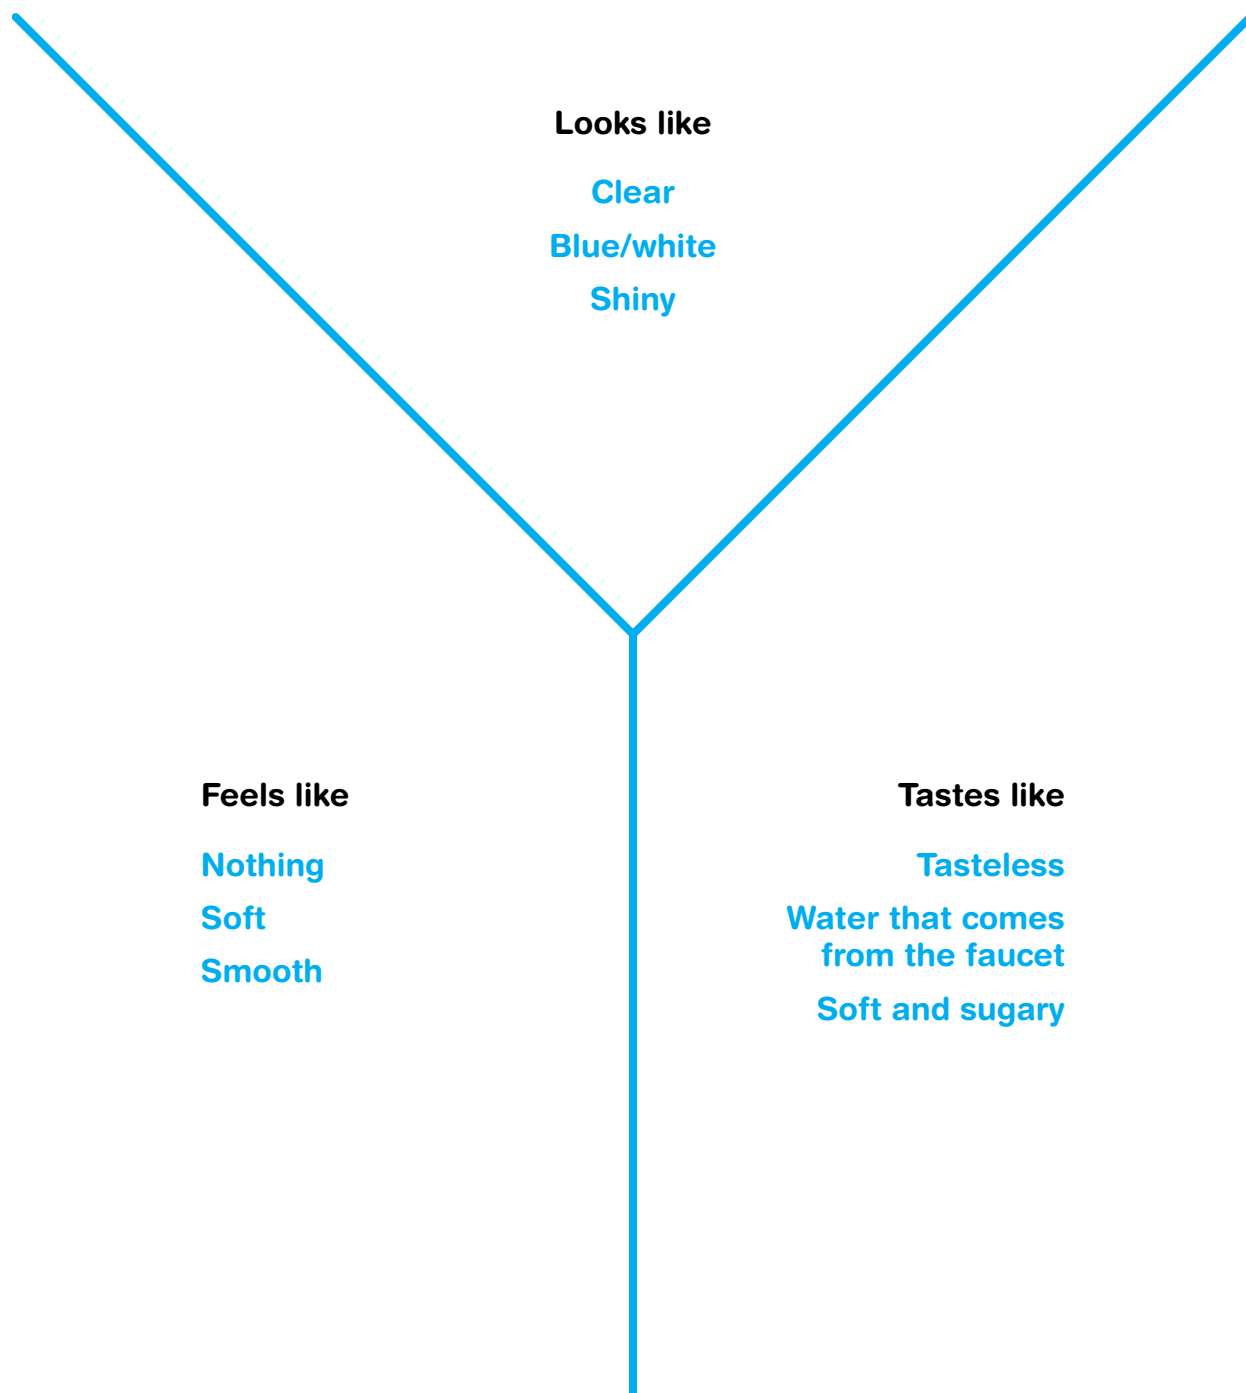 Looks like
Clear
Blue/white
Shiny
Feels like
Nothing
Soft
Smooth
Tastes like
Tasteless
Water that comes
from the faucet
Soft and sugary